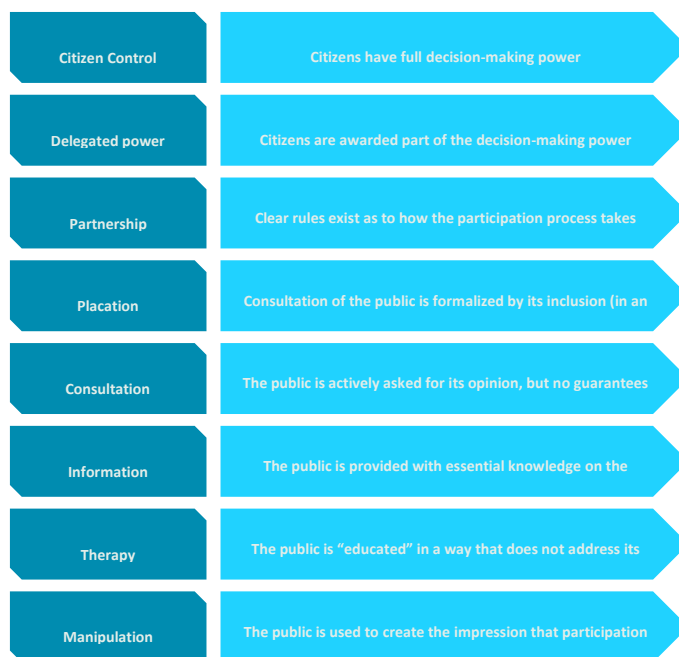 Citizen Control
Citizens have full decision-making power
Delegated power
Citizens are awarded part of the decision-making power
Partnership
Clear rules exist as to how the participation process takes
Placation
Consultation of the public is formalized by its inclusion (in an
Consultation
The public is actively asked for its opinion, but no guarantees
Information
The public is provided with essential knowledge on the
Therapy
The public is “educated” in a way that does not address its
Manipulation
The public is used to create the impression that participation